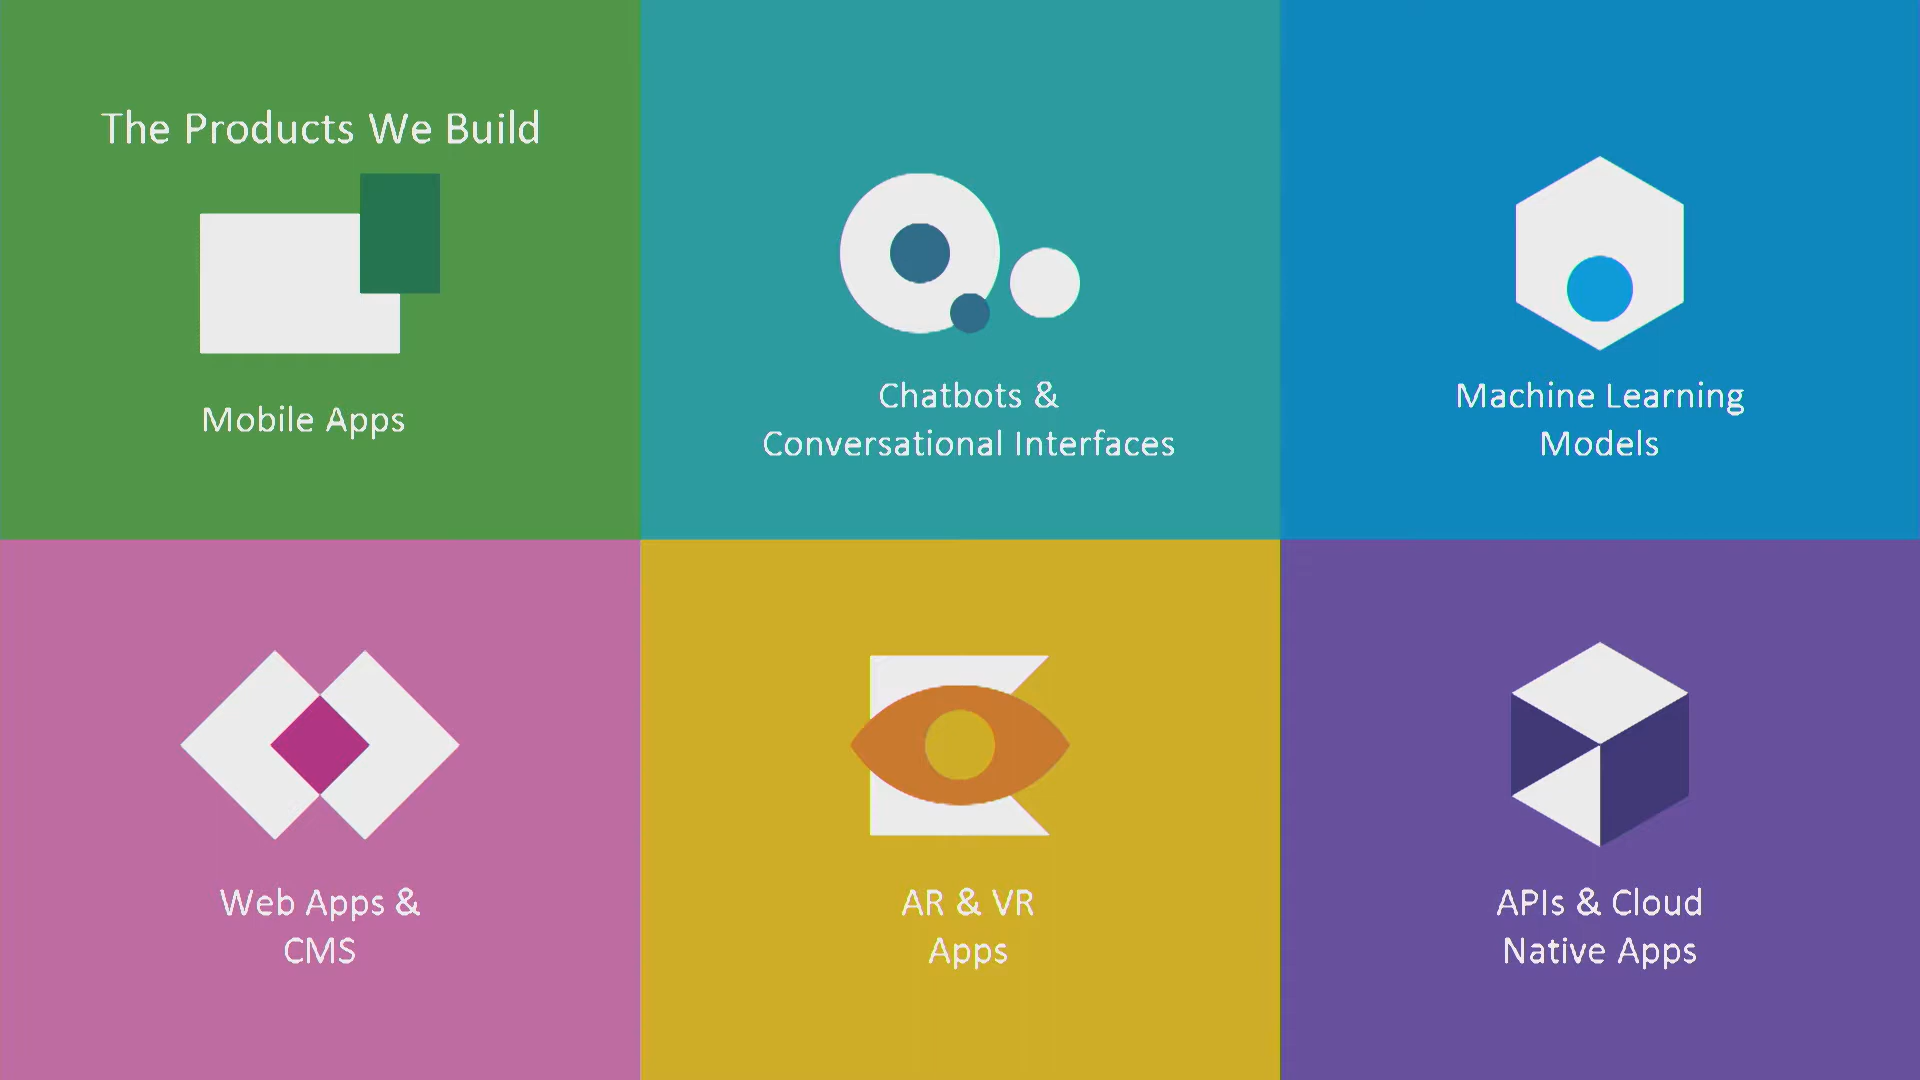 The Products We Build
Mobile Apps
Chatbots &
Conversational Interfaces
Machine Learning
Models
Web Apps &
CMS
AR & VR
Apps
APIs & Cloud
Native Apps